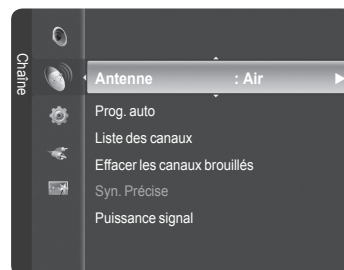 Chaîne
Antenne : Air
Prog. auto
Liste des canaux
Effacer les canaux brouillés
Syn. Précise
Puissance signal